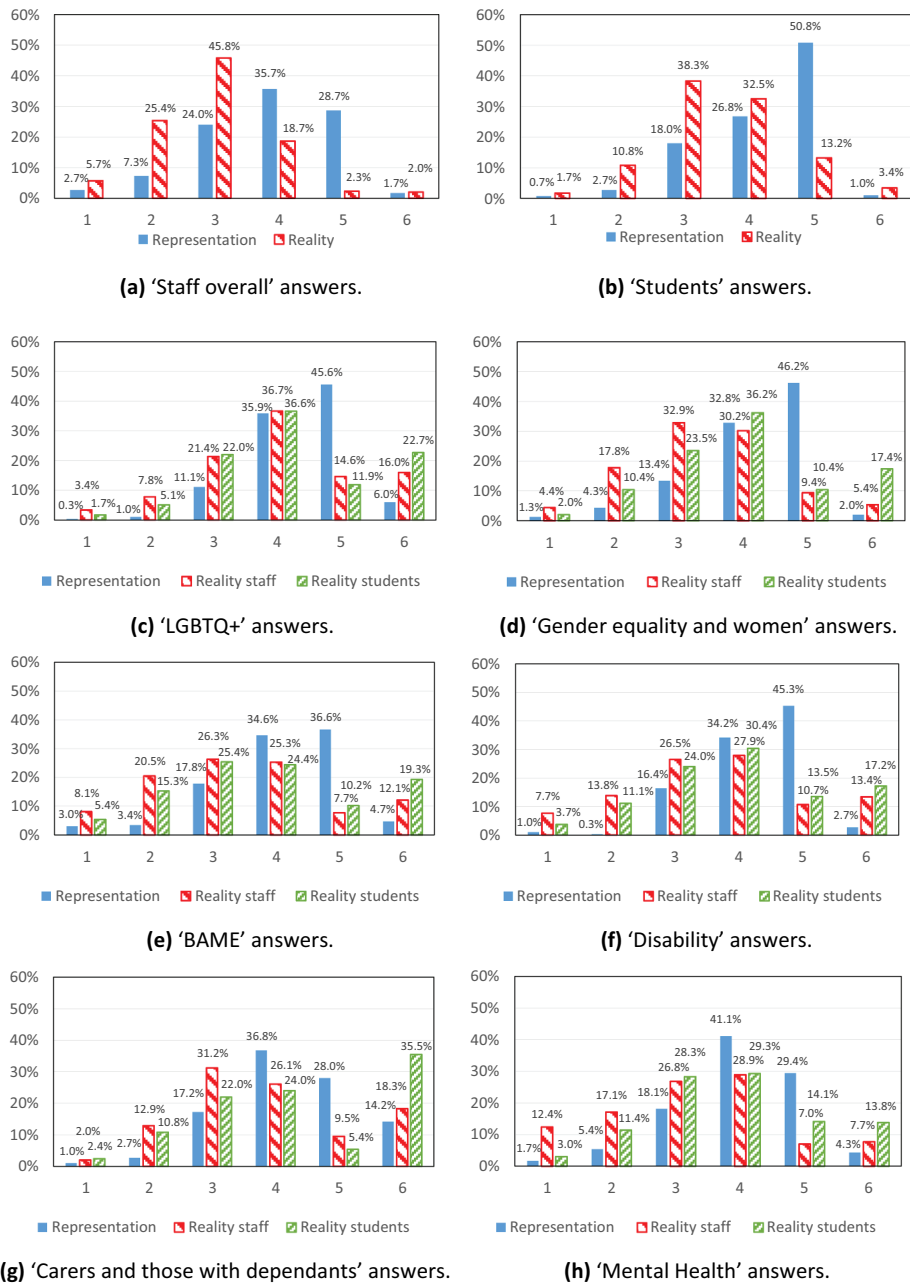 60% 60%
50.8%
45.8%
50% 50%
38.3%
40% 35.7% 40%
32.5%
28.7%
30% 25.4% 24.0% 30% 26.8%
18.7% 18.0%
20% 20%
10.8% 13.2%
10% 5.7% 7.3% 10%
2.7% 2.3% 1.7% 2.0% 0.7% 1.7% 2.7% 1.0% 3.4%
0% 0%
1 2 3 4 5 6 1 2 3 4 5 6
Representation Reality Representation Reality
(a) ‘Staff overall’ answers. (b) ‘Students’ answers.
60% 60%
50% 45.6% 50% 46.2%
40% 35.9% 36.7% 36.6% 40% 32.9% 32.8% 30.2% 36.2%
30% 21.4% 22.0% 22.7% 30% 23.5%
20% 11.1% 14.6% 11.9% 16.0% 20% 17.8% 13.4% 17.4%
10% 3.4% 7.8% 5.1% 6.0% 10% 4.4% 4.3% 10.4% 9.4% 10.4% 5.4%
0% 0.3% 1.7% 1.0% 0% 1.3% 2.0% 2.0%
1 2 3 4 5 6 1 2 3 4 5 6
Representation Reality staff Reality students Representation Reality staff Reality students
(c) ‘LGBTQ+’ answers. (d) ‘Gender equality and women’ answers.
60% 60%
50% 50% 45.3%
40% 34.6% 36.6% 40% 34.2%
30% 26.3% 25.4% 25.3% 24.4% 30% 26.5% 24.0% 27.9% 30.4%
20% 20.5% 15.3% 17.8% 19.3% 20% 13.8% 16.4% 17.2%
10% 8.1% 5.4% 7.7% 10.2% 12.1% 10% 7.7% 11.1% 10.7% 13.5% 13.4%
0% 3.0% 3.4% 4.7% 0% 1.0% 3.7% 0.3% 2.7%
1 2 3 4 5 6 1 2 3 4 5 6
Representation Reality staff Reality students Representation Reality staff Reality students
(e) ‘BAME’ answers. (f) ‘Disability’ answers.
60% 60%
50% 50% 41.1%
40% 36.8% 35.5% 40%
30% 31.2% 26.1% 28.0% 30% 26.8% 28.3% 28.9% 29.3% 29.4%
20% 12.9% 17.2% 22.0% 24.0% 14.2% 18.3% 20% 12.4% 17.1% 18.1% 14.1% 13.8%
10% 2.0% 10.8% 9.5% 5.4% 10% 5.4% 11.4% 7.0% 7.7%
0% 1.0% 2.4% 2.7% 0% 1.7% 3.0% 4.3%
1 2 3 4 5 6 1 2 3 4 5 6
Representation Reality staff Reality students Representation Reality staff Reality students
(g) ‘Carers and those with dependants’ answers. (h) ‘Mental Health’ answers.